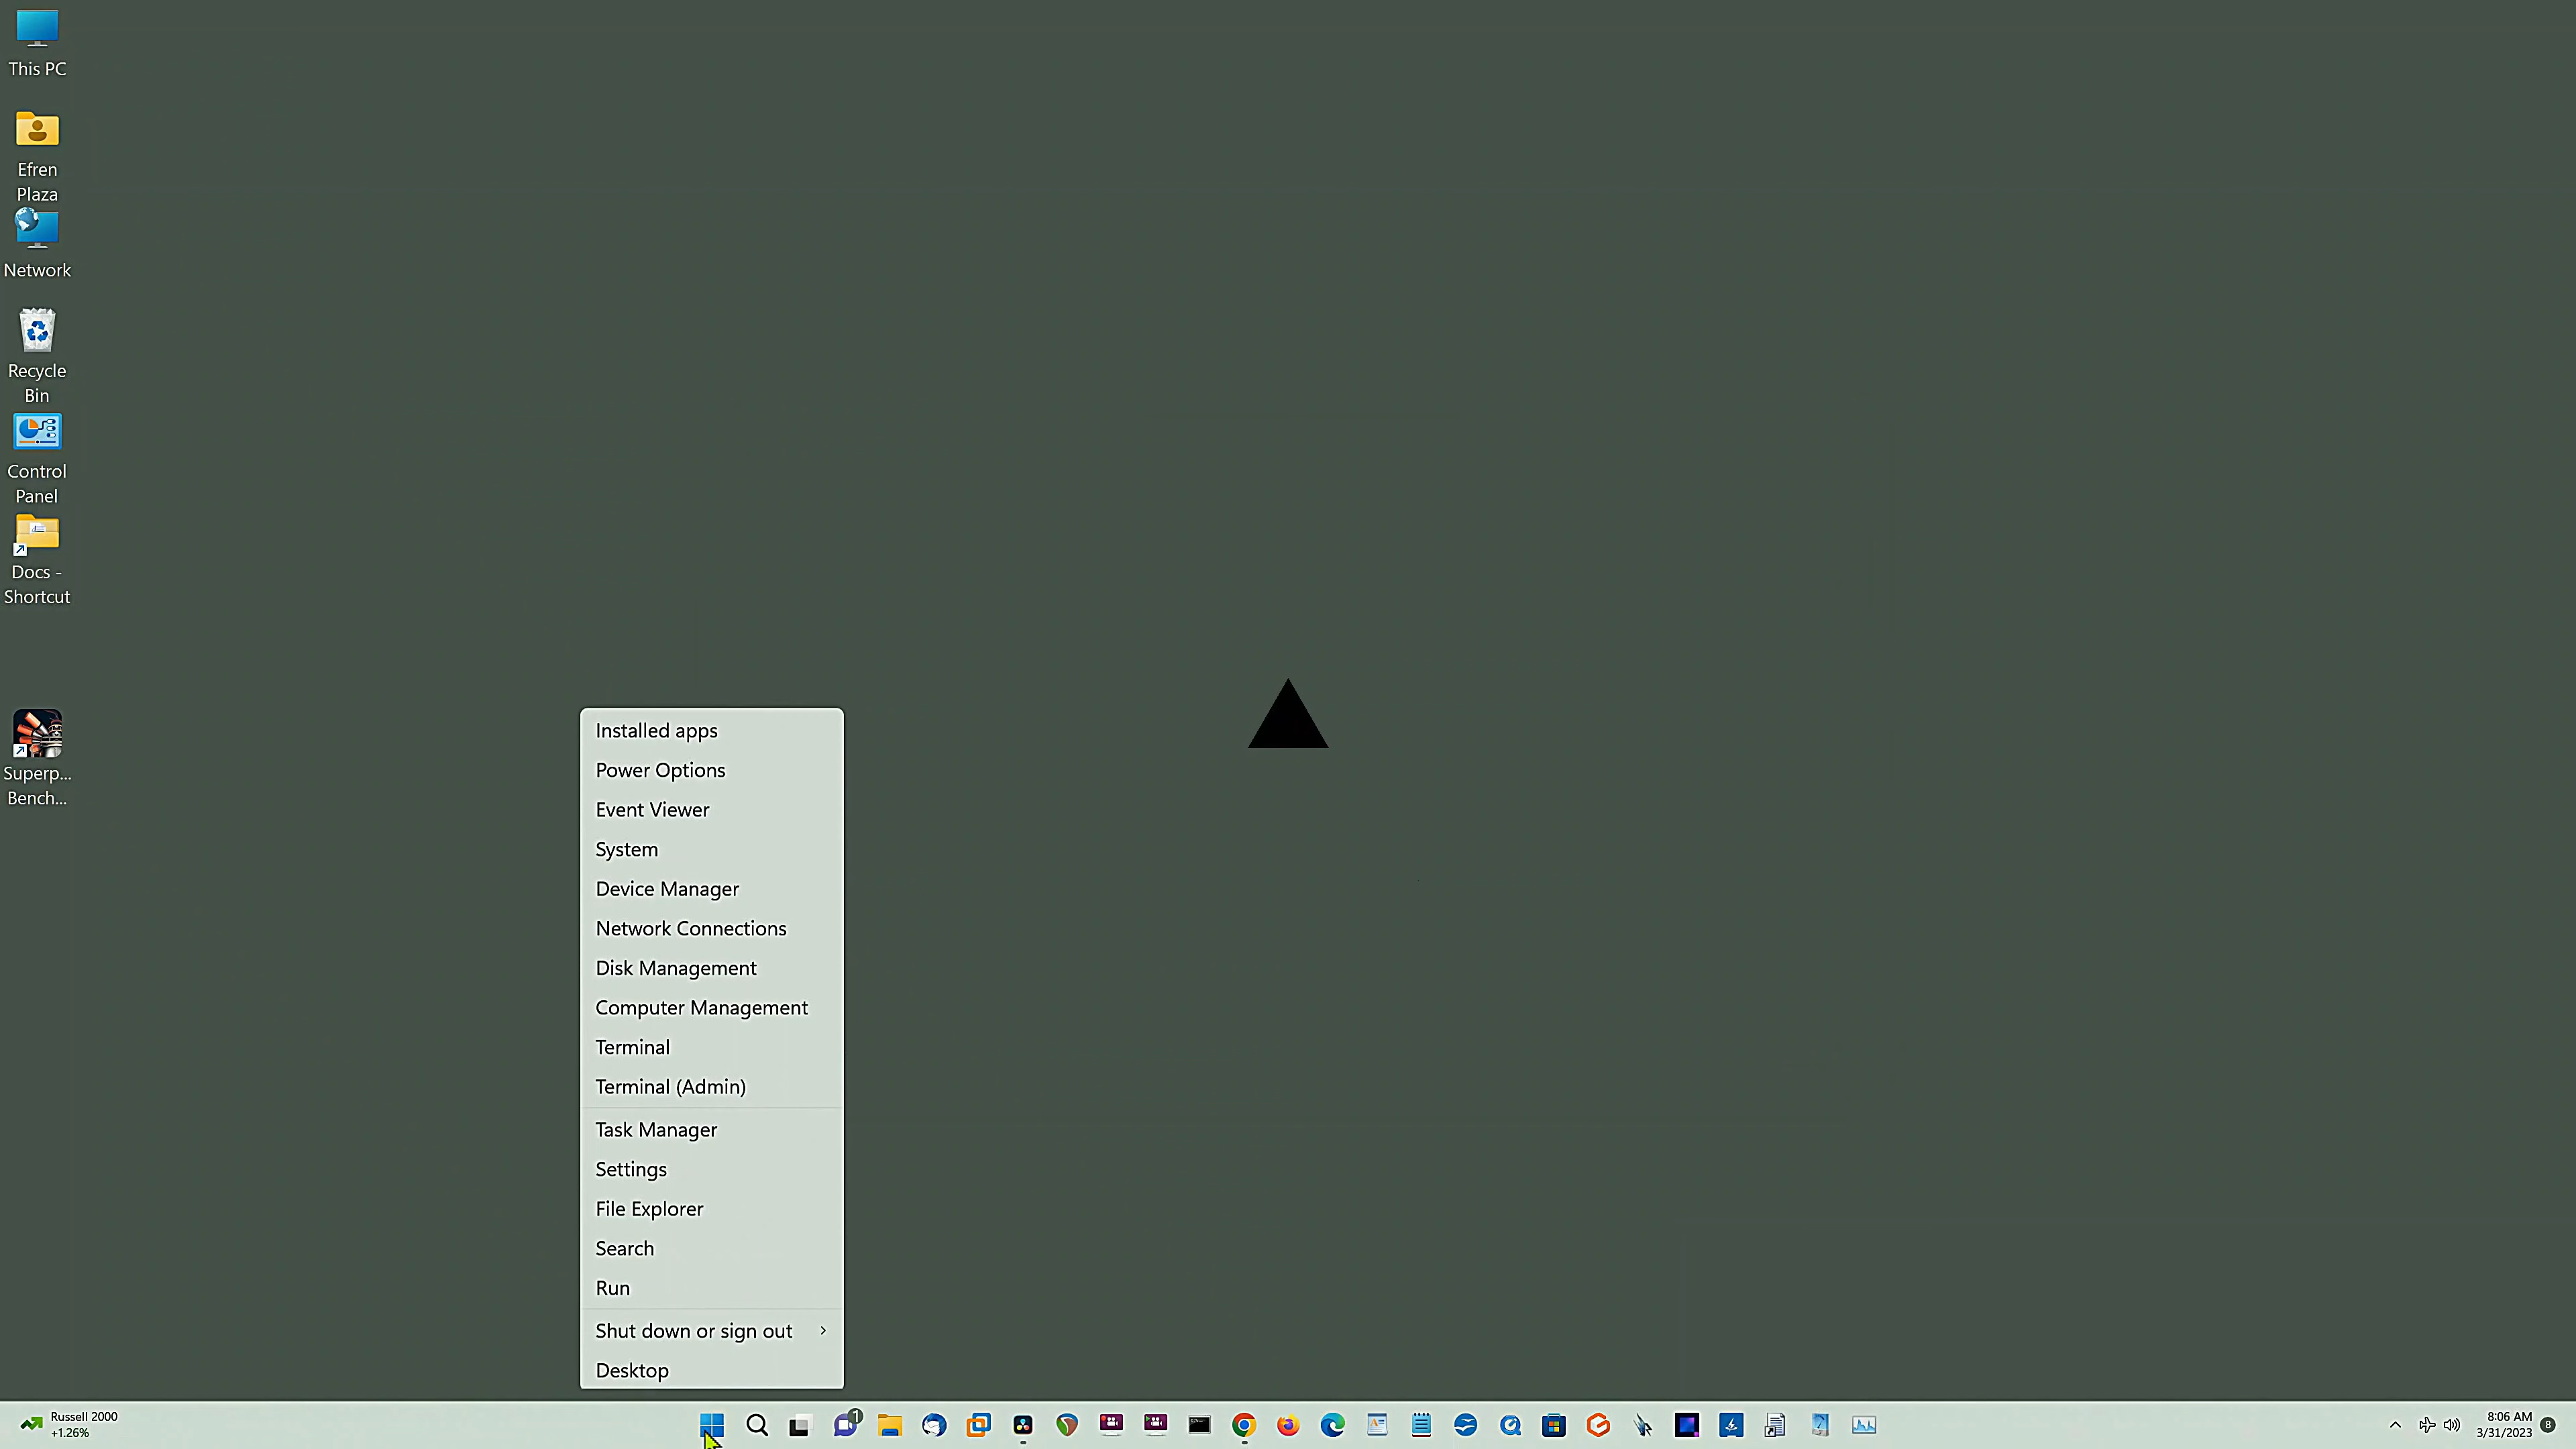 This PC
Efren
Plaza
Network
Recycle
Bin
Control
Panel
Docs -
Shortcut
Superp...
Bench...
Installed apps
Power Options
Event Viewer
System
Device Manager
Network Connections
Disk Management
Computer Management
Terminal
Terminal (Admin)
Task Manager
Settings
File Explorer
Search
Run
Shut down or sign out
Desktop
Russell 2000
+1.26%
1
8:06 AM
3/31/2023
8